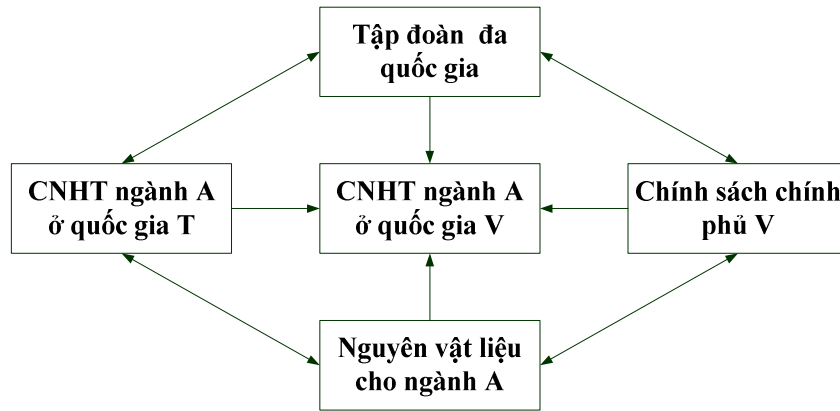 Tập đoàn đa
quốc gia
CNHT ngành A
ở quốc gia T
CNHT ngành A
ở quốc gia V
Chính sách chính
phủ V
Nguyên vật liệu
cho ngành A